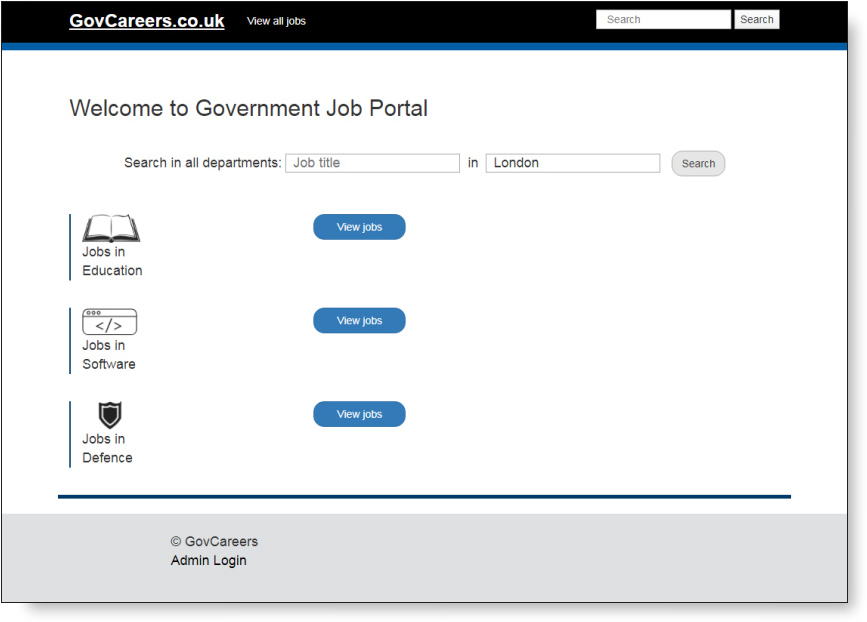 GovCareers.co.uk View all jobs Search Search
Welcome to Government Job Portal
Search in all departments: Job title in London Search
View jobs
Jobs in
Education
</>
View jobs
Jobs in
Software
View jobs
Jobs in
Defence
© GovCareers
Admin Login